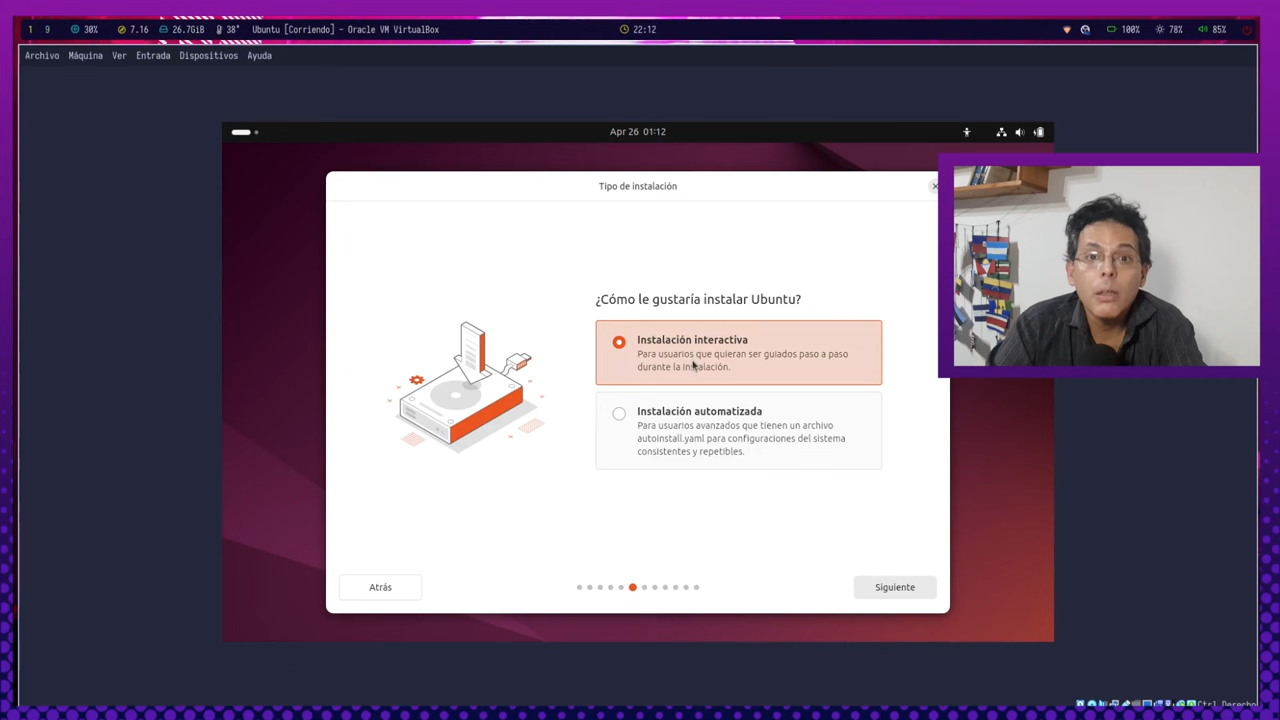 1 9 30% 7.16 26.7GiB 38° Ubuntu [Corriendo] - Oracle VM VirtualBox 22:12 100% 78% 85%
Archivo Máquina Ver Entrada Dispositivos Ayuda
Apr 26 01:12
Tipo de instalación
¿Cómo le gustaría instalar Ubuntu?
Instalación interactiva
Para usuarios que quieran ser guiados paso a paso
durante la instalación.
Instalación automatizada
Para usuarios avanzados que tienen un archivo
autoinstall.yaml para configuraciones del sistema
consistentes y repetibles.
Atrás
Siguiente
Ctrl Derecho